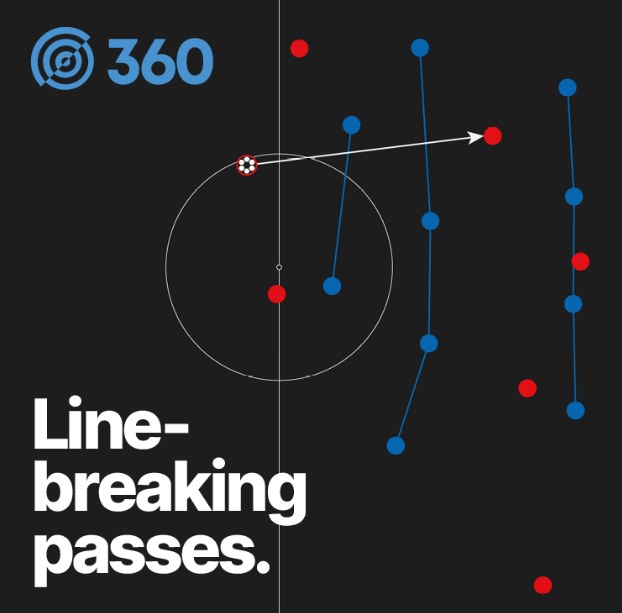 360
Line-
breaking
passes.